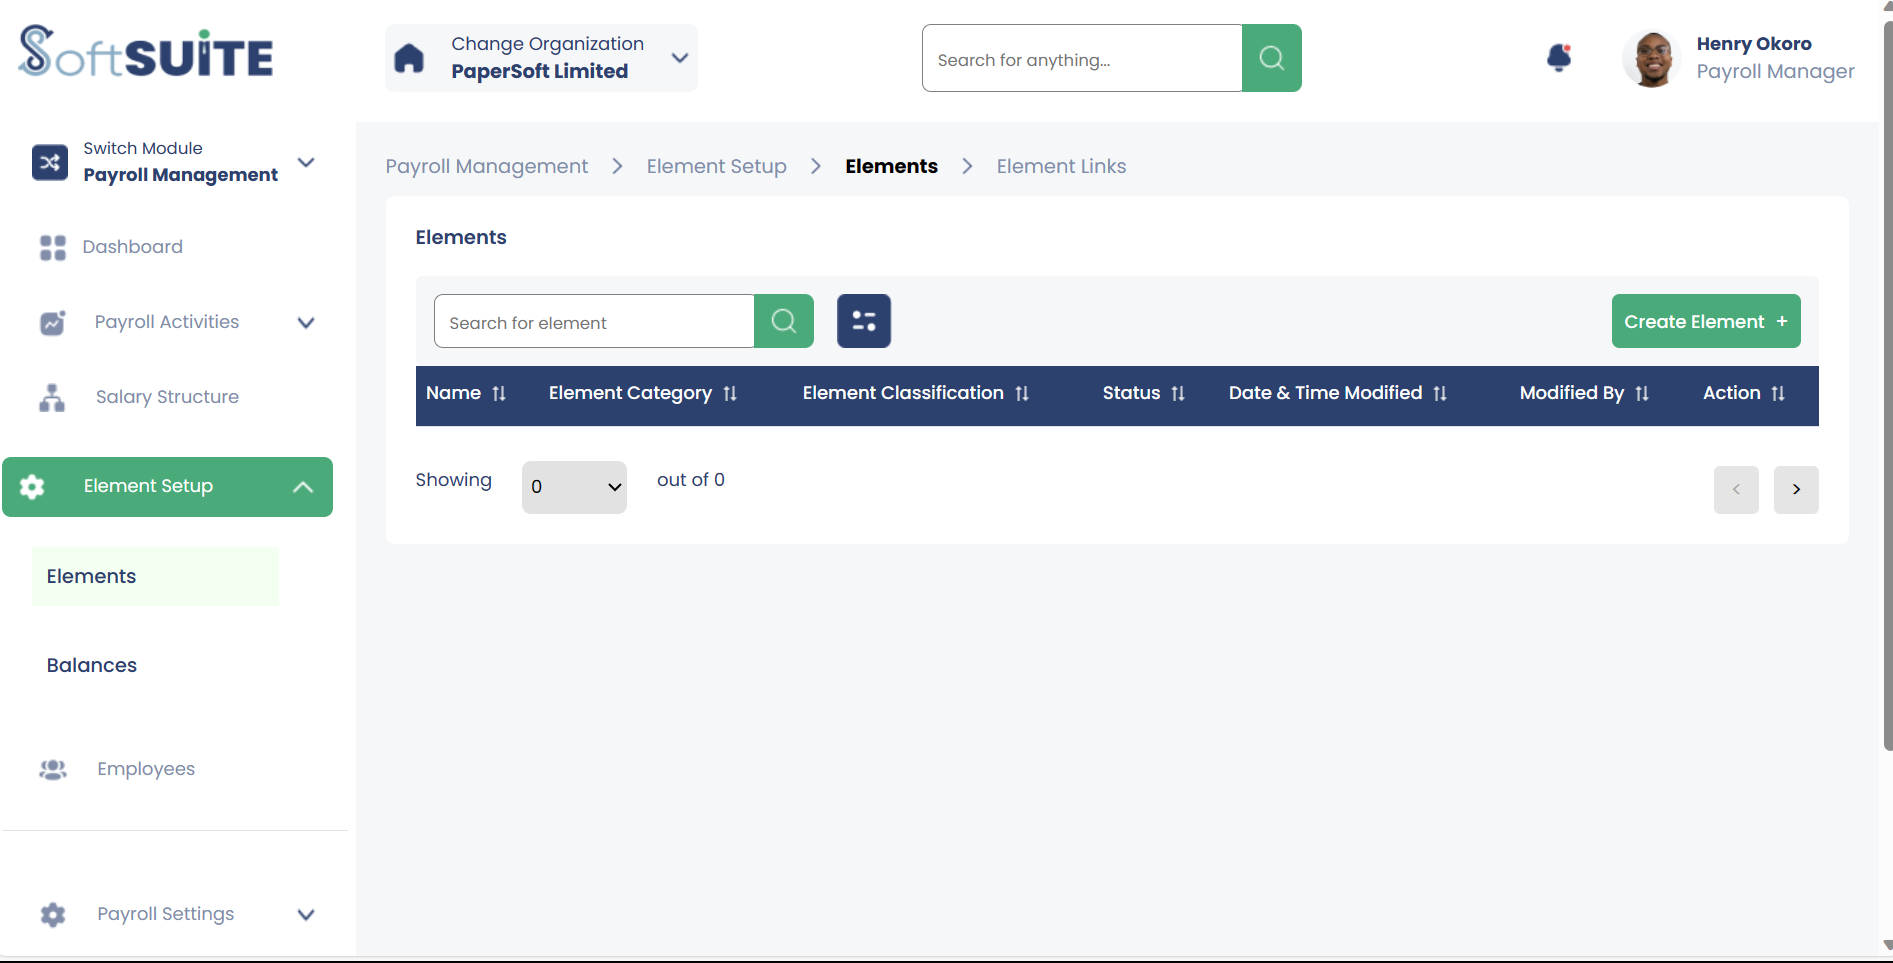 SoftSUiTE
Change Organization
PaperSoft Limited
Search for anything...
Henry Okoro
Payroll Manager
Switch Module
Payroll Management
Dashboard
Payroll Activities
Salary Structure
Element Setup
Elements
Balances
Employees
Payroll Settings
Payroll Management > Element Setup > Elements > Element Links
Elements
Search for element
Create Element +
Name Element Category Element Classification Status Date & Time Modified Modified By Action
Showing 0 out of 0
< >